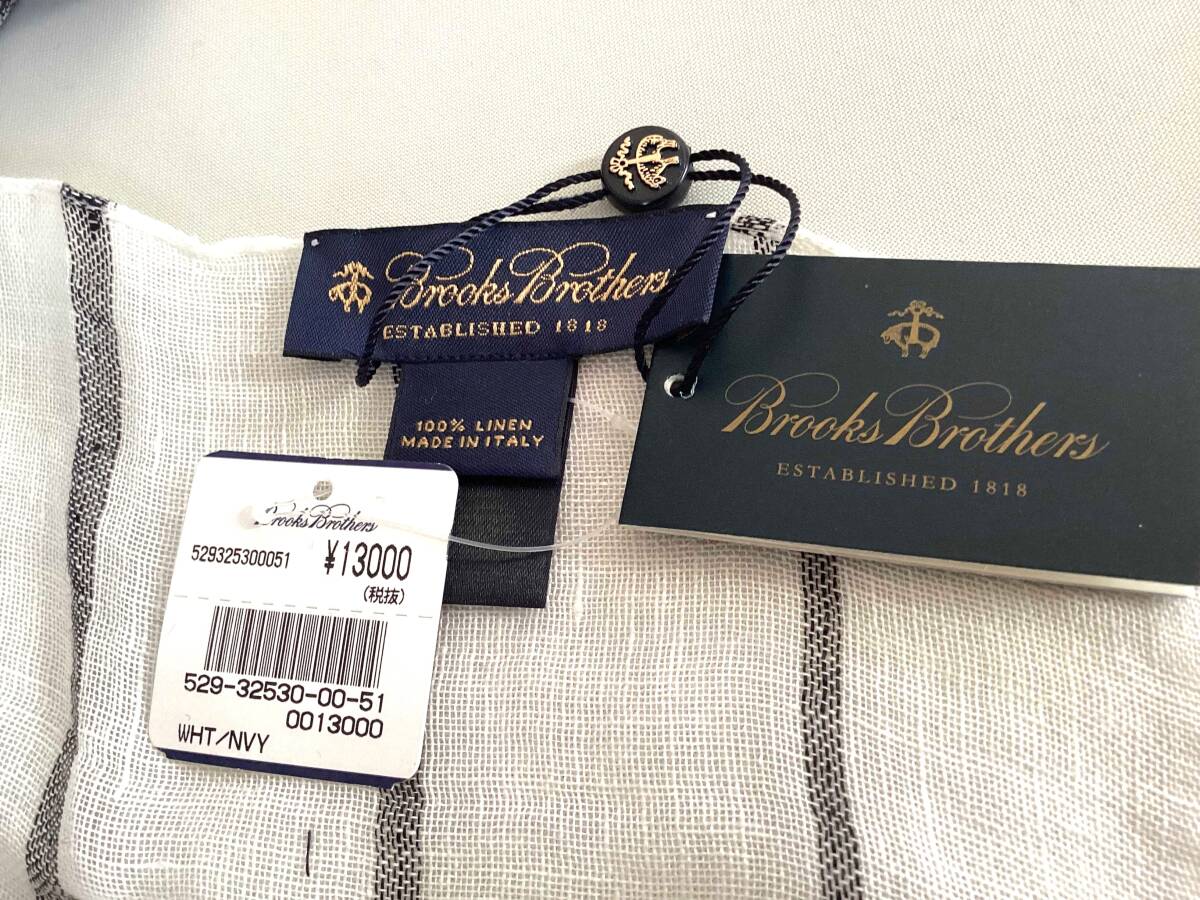 Brooks Brothers
ESTABLISHED 1818
100% LINEN
MADE IN ITALY
Brooks Brothers
ESTABLISHED 1818
Brooks Brothers
529325300051 ¥13000
(税抜)
529-32530-00-51
0013000
WHT/NVY